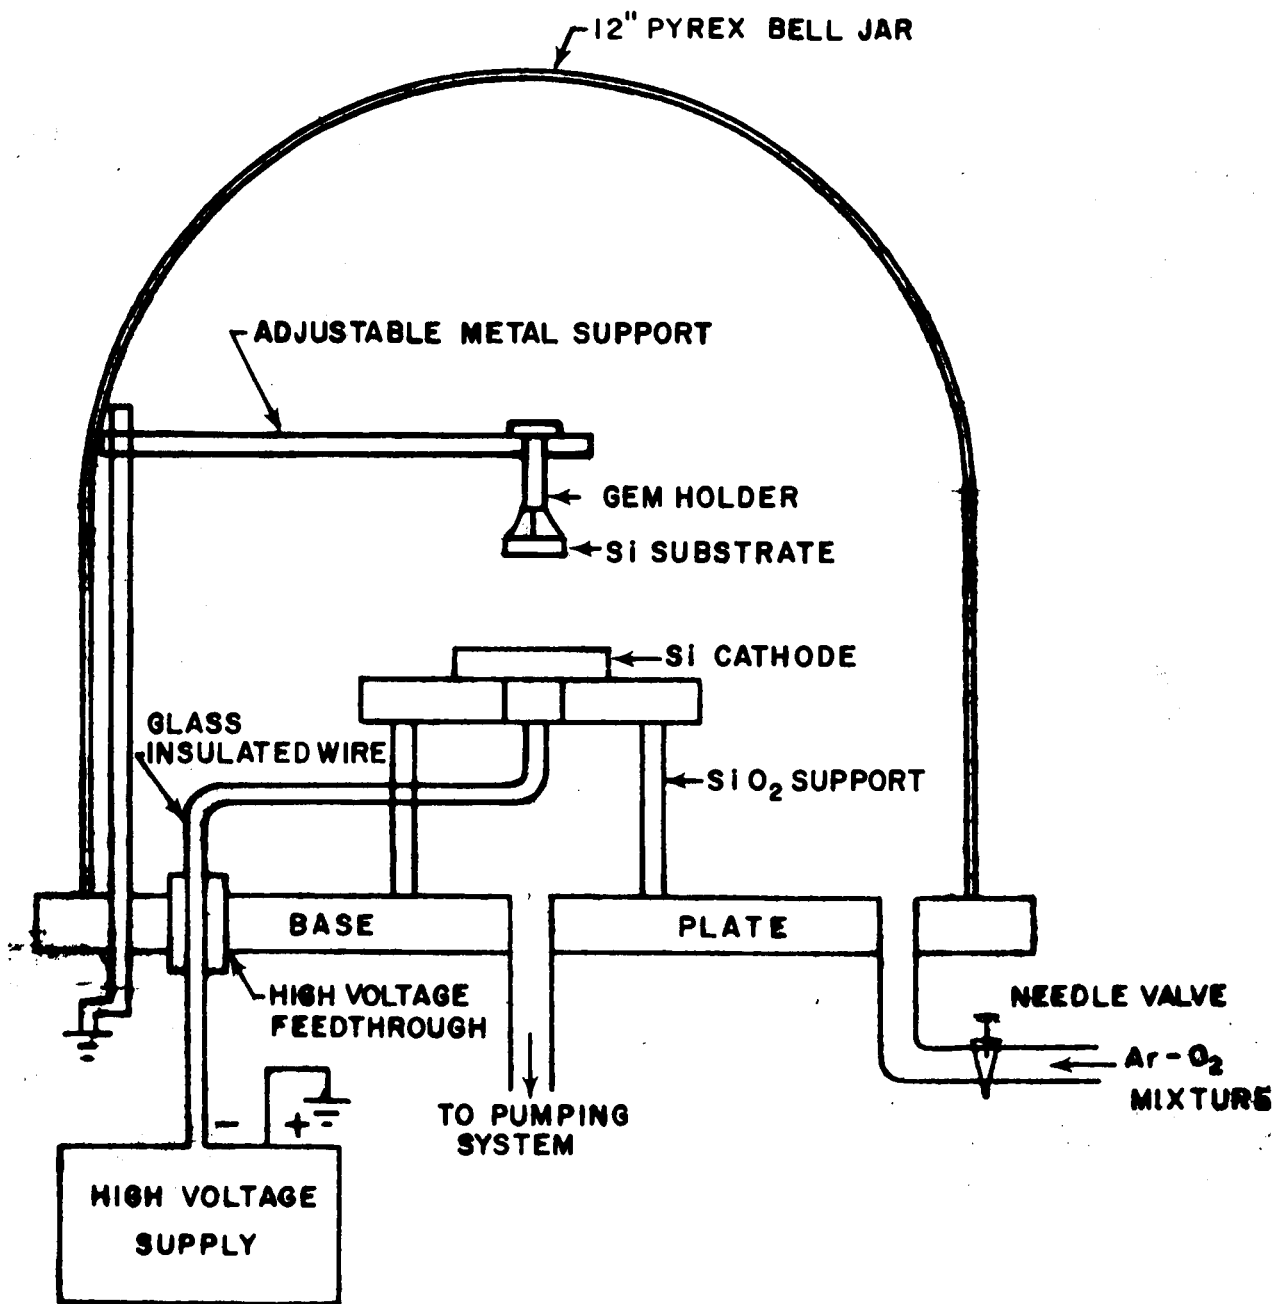 12" PYREX BELL JAR
ADJUSTABLE METAL SUPPORT
GEM HOLDER
Si SUBSTRATE
Si CATHODE
GLASS
INSULATED WIRE
SiO₂ SUPPORT
BASE PLATE
HIGH VOLTAGE
FEEDTHROUGH
NEEDLE VALVE
Ar-O₂
MIXTURE
TO PUMPING
SYSTEM
- +
HIGH VOLTAGE
SUPPLY